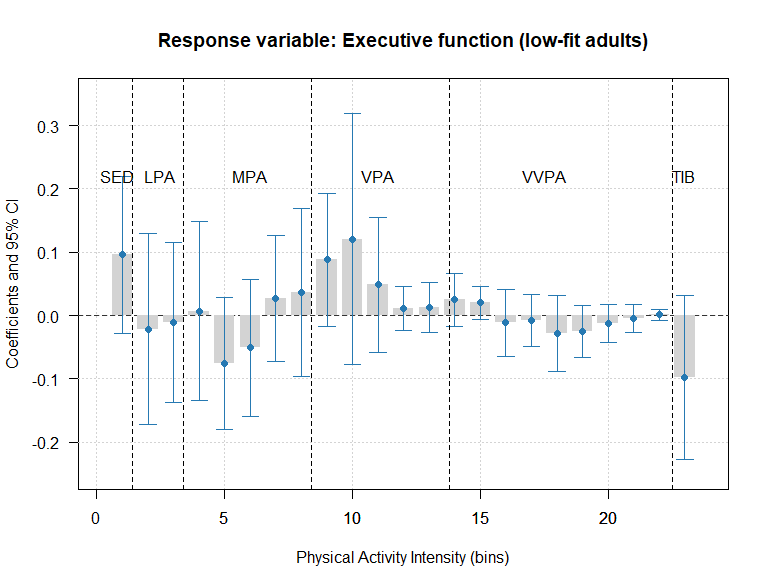 Response variable: Executive function (low-fit adults)
Coefficients and 95% CI
0.3
0.2
0.1
0.0
-0.1
-0.2
SED LPA MPA VPA VVPA TIB
0 5 10 15 20
Physical Activity Intensity (bins)